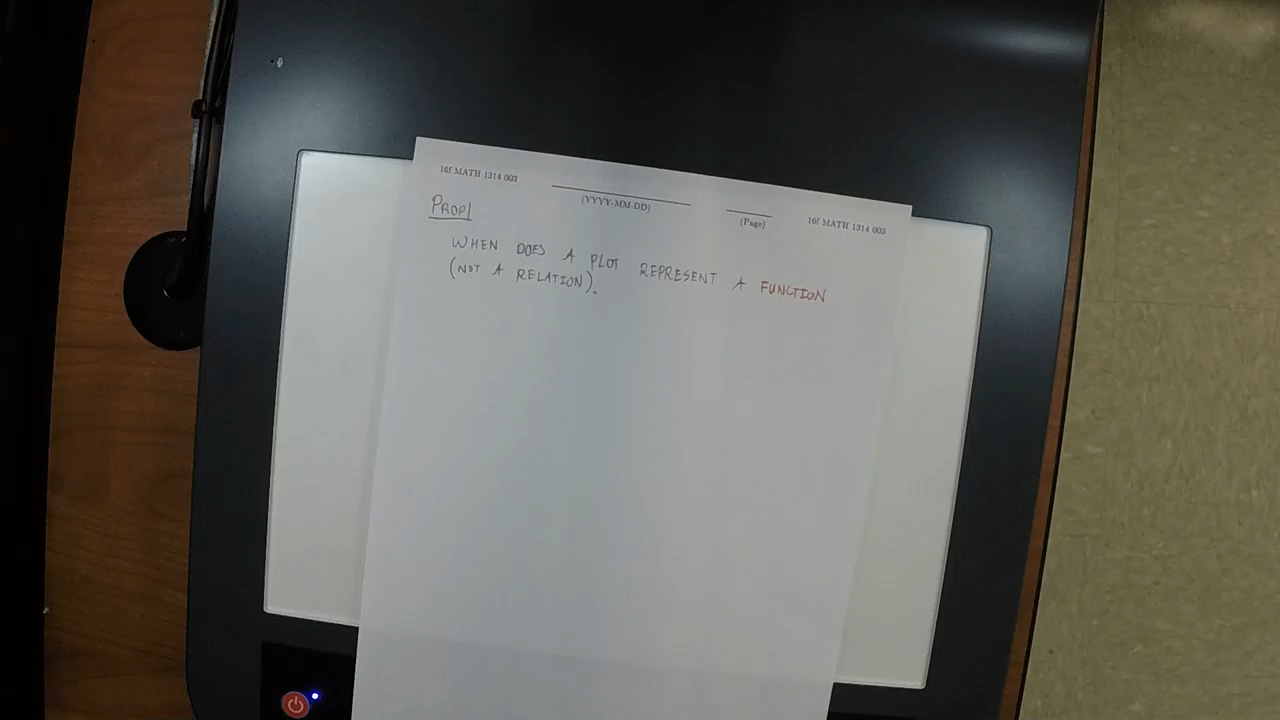 16f MATH 1314 003
(YYYY-MM-DD)
(Page)
16f MATH 1314 003
PROP/
WHEN DOES A PLOT REPRESENT A FUNCTION
(NOT A RELATION).